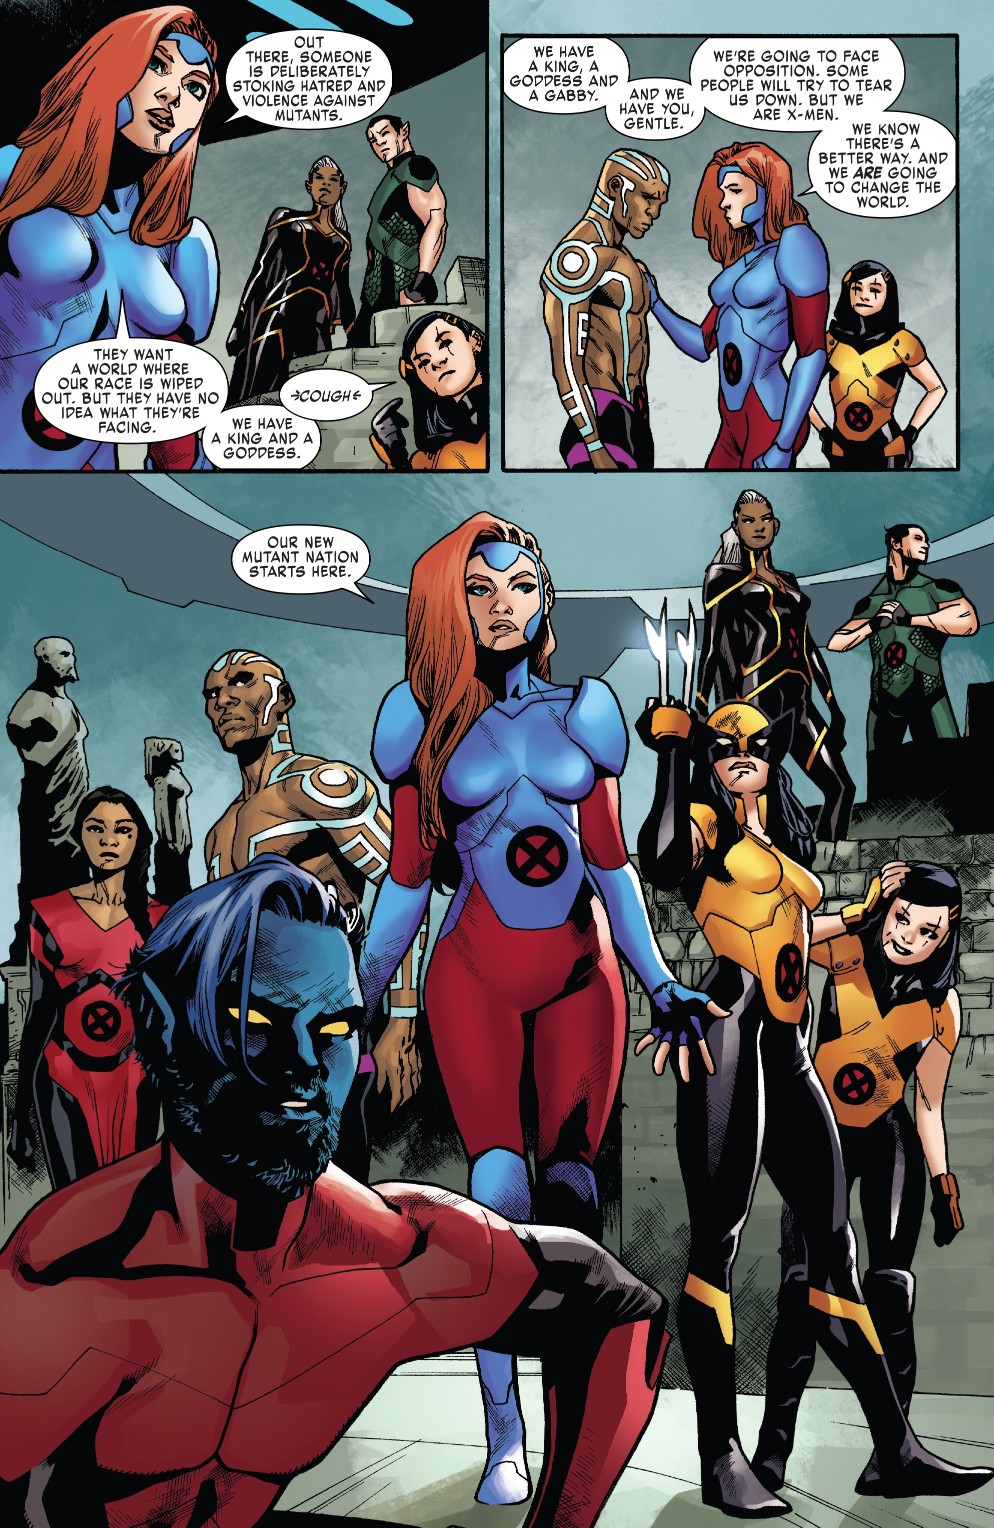 OUT
THERE, SOMEONE
IS DELIBERATELY
STOKING HATRED AND
VIOLENCE AGAINST
MUTANTS.
THEY WANT
A WORLD WHERE
OUR RACE IS WIPED
OUT. BUT THEY HAVE NO
IDEA WHAT THEY'RE
FACING.
WE HAVE
A KING AND A
GODDESS.
COUGH
WE HAVE
A KING, A
GODDESS AND
A GABBY.
AND WE
HAVE YOU,
GENTLE.
WE'RE GOING TO FACE
OPPOSITION. SOME
PEOPLE WILL TRY TO TEAR
US DOWN. BUT WE
ARE X-MEN.
WE KNOW
THERE'S A
BETTER WAY. AND
WE ARE GOING
TO CHANGE THE
WORLD.
OUR NEW
MUTANT NATION
STARTS HERE.